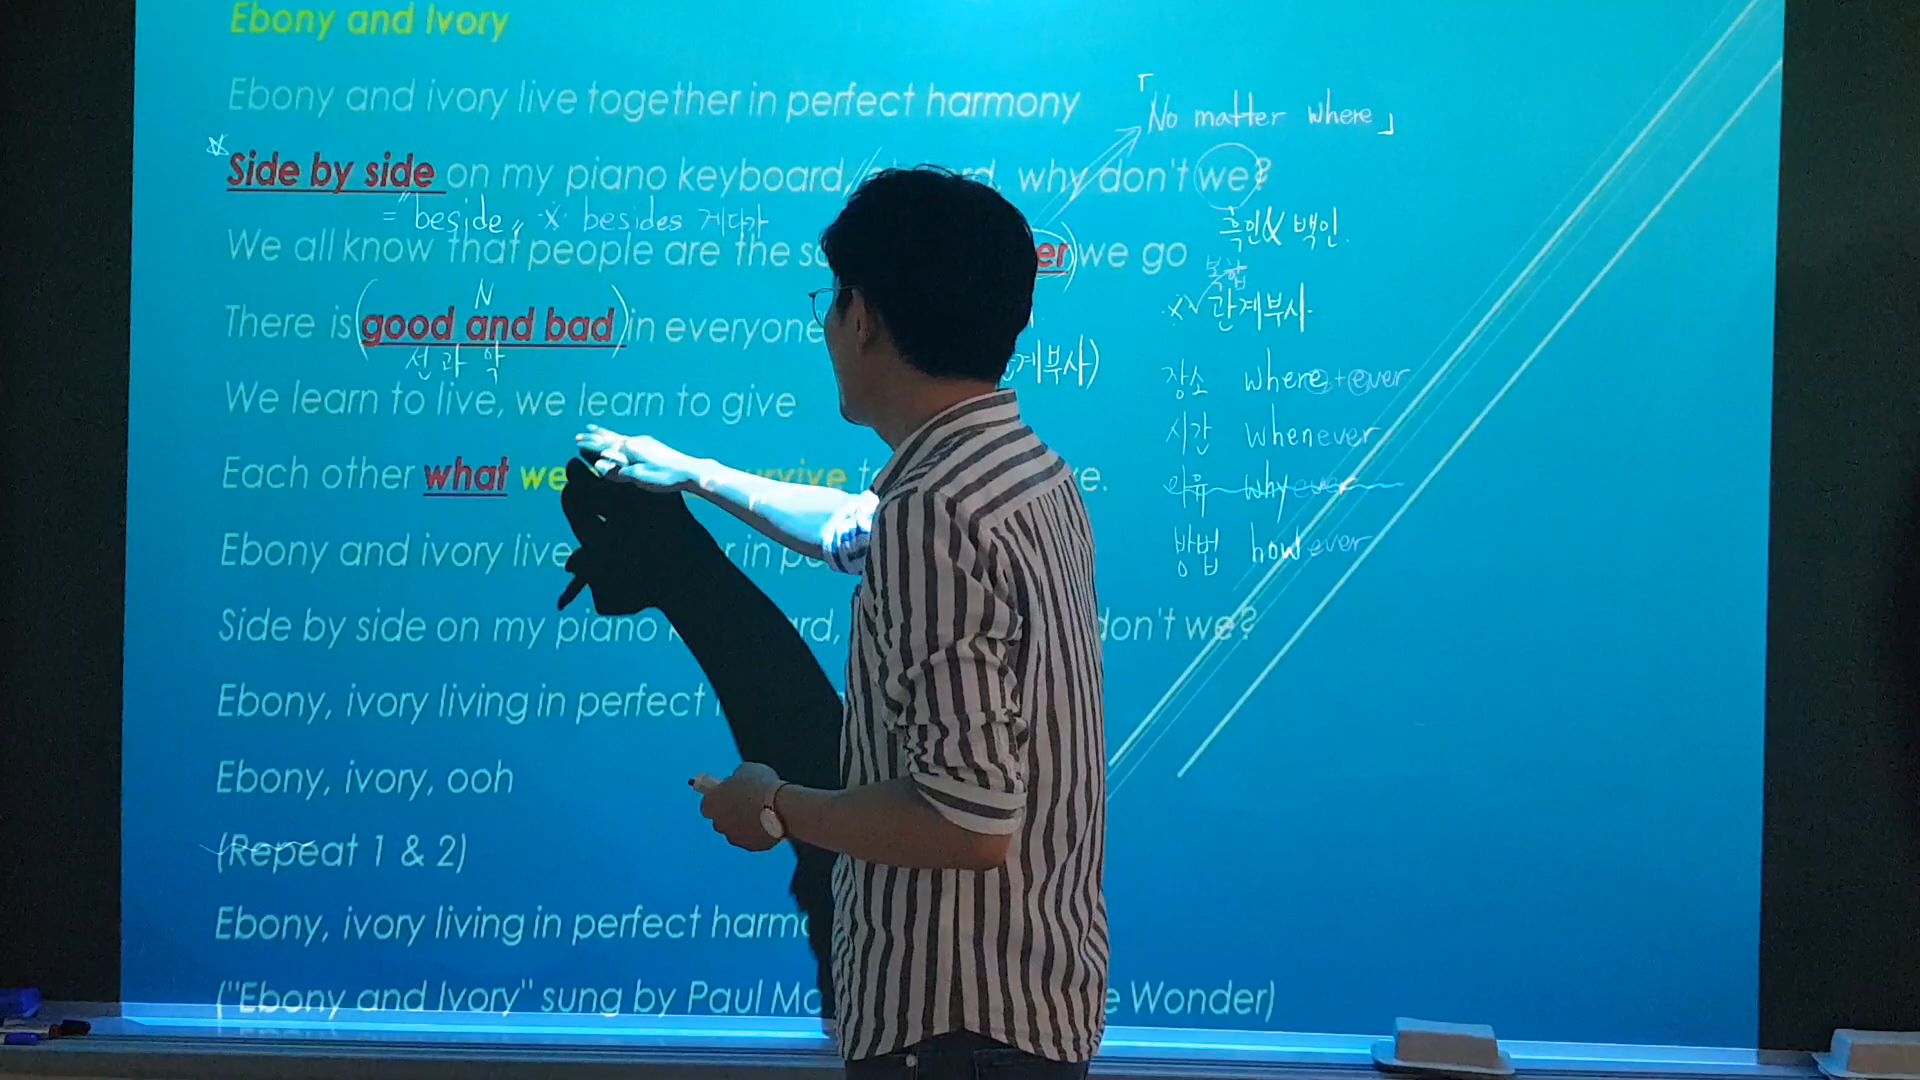 Ebony and Ivory
Ebony and ivory live together in perfect harmony
「No matter where」
Side by side on my piano keyboard, why don't we?
= "beside" ※ besides 게다가
흑인 & 백인.
We all know that people are the er we go
복합
※ 관계부사.
N
There is (good and bad) in everyone
선과 악
관계부사)
장소 where + ever
We learn to live, we learn to give
시간 whenever
Each other what we survive
이유 whyever
Ebony and ivory live in
방법 however
Side by side on my piano don't we?
Ebony, ivory living in perfect
Ebony, ivory, ooh
(Repeat 1 & 2)
Ebony, ivory living in perfect
("Ebony and Ivory" sung by Paul Wonder)